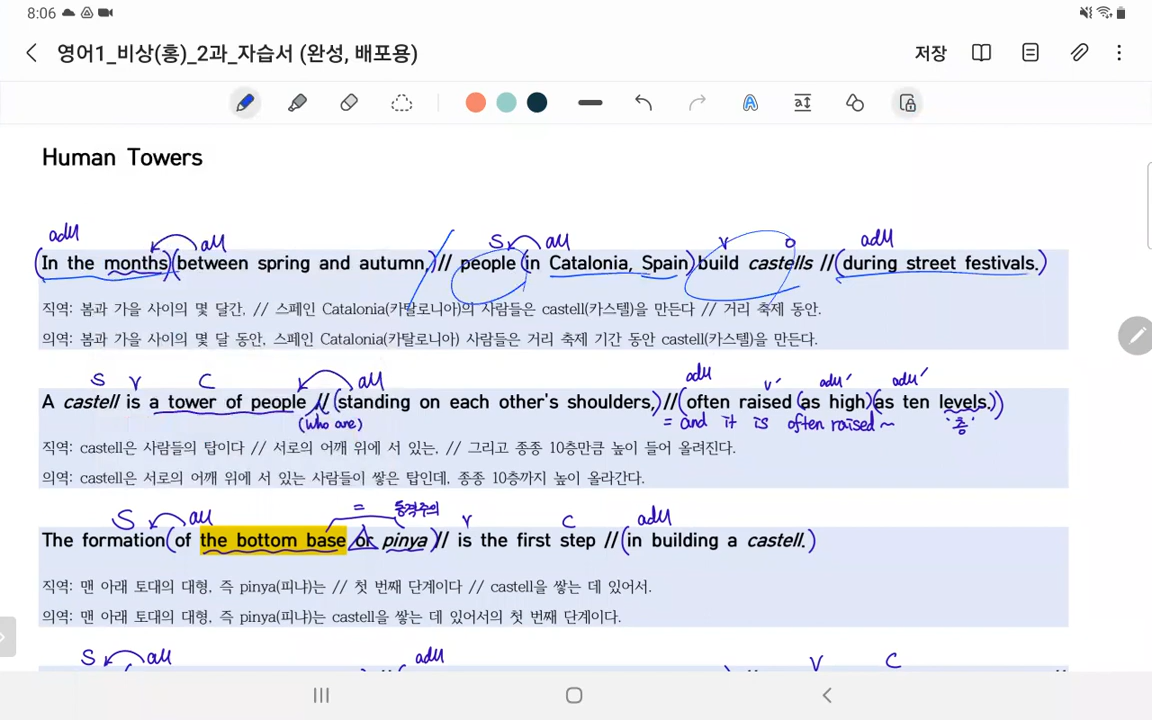 8:06
영어1_비상(홍)_2과_자습서 (완성, 배포용)
저장
Human Towers
adv all S all V O adv
(In the months)(between spring and autumn,)// people (in Catalonia, Spain) build castells //(during street festivals.)
직역: 봄과 가을 사이의 몇 달간, // 스페인 Catalonia(카탈로니아)의 사람들은 castell(카스텔)을 만든다 // 거리 축제 동안.
의역: 봄과 가을 사이의 몇 달 동안, 스페인 Catalonia(카탈로니아) 사람들은 거리 축제 기간 동안 castell(카스텔)을 만든다.
S V C all adv V' adv' adv'
A castell is a tower of people //(standing on each other's shoulders,)//(often raised (as high)(as ten levels.))
(who are) = and it is often raised~ '층'
직역: castell은 사람들의 탑이다 // 서로의 어깨 위에 서 있는, // 그리고 종종 10층만큼 높이 들어 올려진다.
의역: castell은 서로의 어깨 위에 서 있는 사람들이 쌓은 탑인데, 종종 10층까지 높이 올라간다.
S all = 동격주의 V C adv
The formation (of the bottom base or pinya)// is the first step //(in building a castell.)
직역: 맨 아래 토대의 대형, 즉 pinya(피냐)는 // 첫 번째 단계이다 // castell을 쌓는 데 있어서.
의역: 맨 아래 토대의 대형, 즉 pinya(피냐)는 castell을 쌓는 데 있어서의 첫 번째 단계이다.
S all adv V C